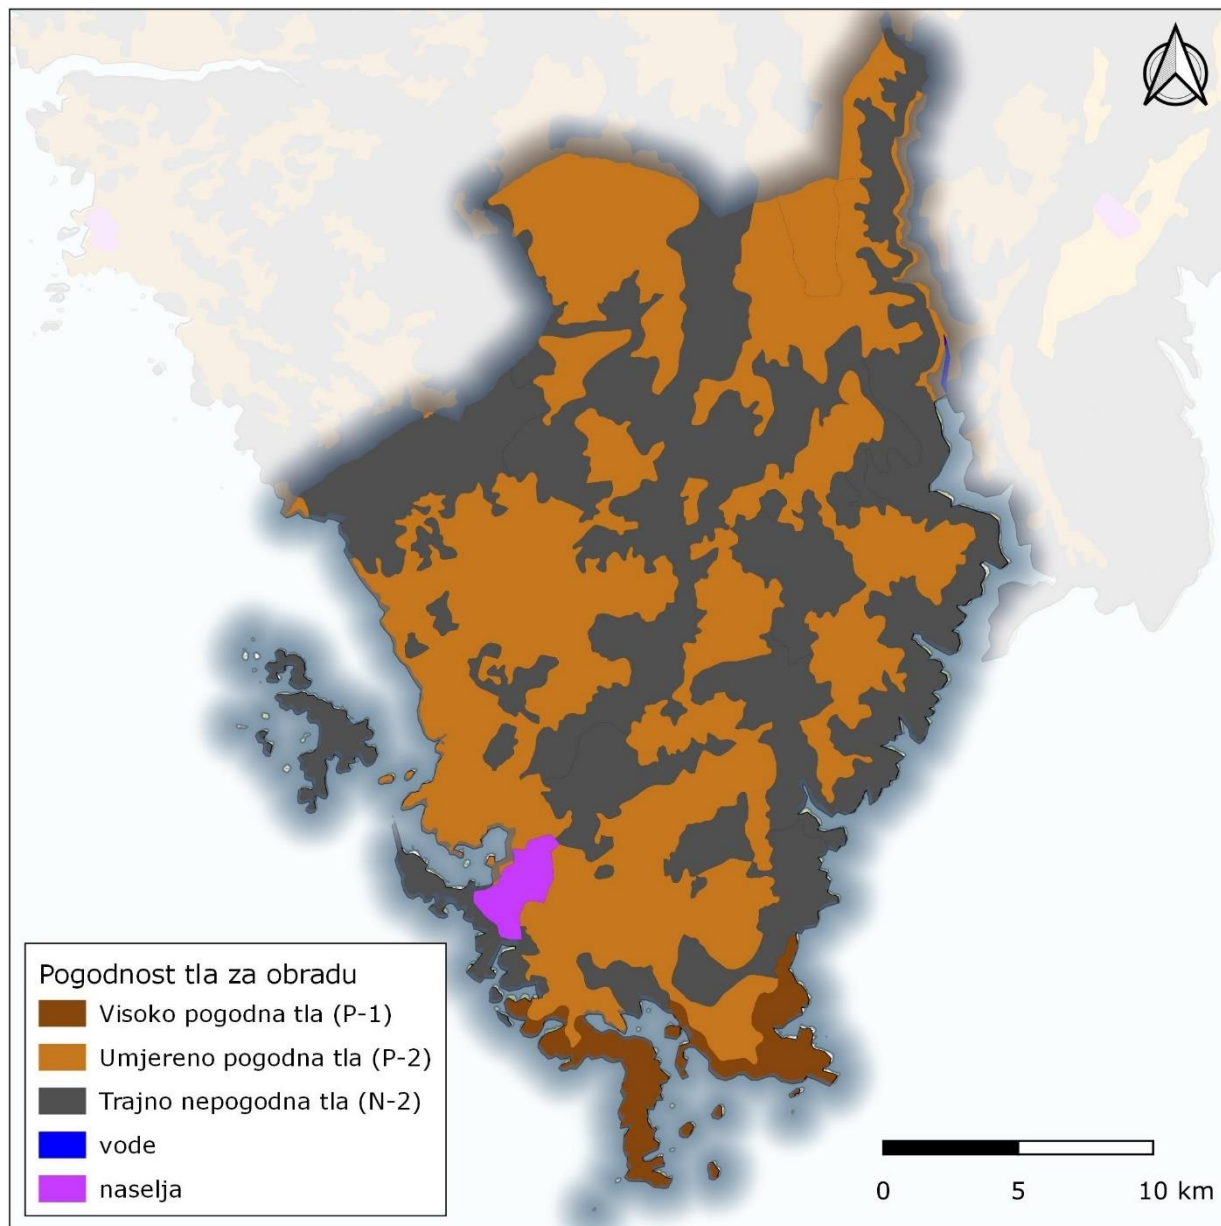 Pogodnost tla za obradu
Visoko pogodna tla (P-1)
Umjereno pogodna tla (P-2)
Trajno nepogodna tla (N-2)
vode
naselja
0 5 10 km